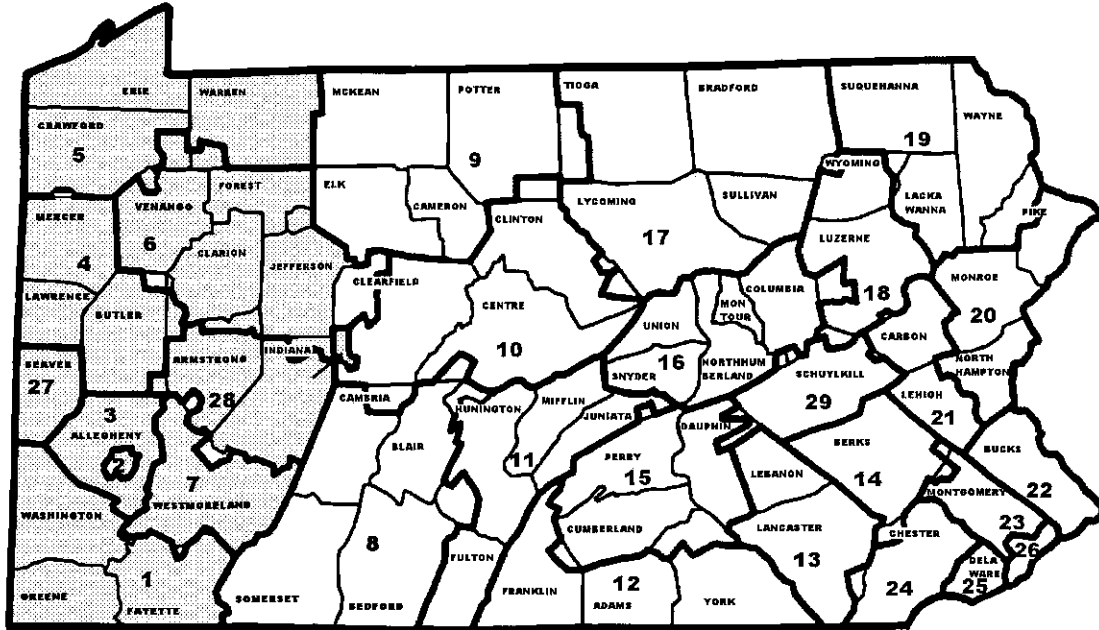 ERIE
WARREN
MCKEAN
POTTER
TIOGA
BRADFORD
SUQUEHANNA
WAYNE
CRAWFORD
5
9
19
WYOMING
LACKA
WANNA
PIKE
MERCER
4
VENANGO
6
FOREST
ELK
CAMERON
CLINTON
LYCOMING
SULLIVAN
17
LUZERNE
18
CLARION
JEFFERSON
CLEARFIELD
CENTRE
10
UNION
MON
TOUR
COLUMBIA
MONROE
20
LAWRENCE
BUTLER
BEAVER
27
ARMSTRONG
INDIANA
28
CAMBRIA
SNYDER
16
NORTHHUM
BERLAND
SCHUYLKILL
29
CARBON
NORTH
HAMPTON
LEHIGH
21
3
ALLEGHENY
2
BLAIR
HUNINGTON
MIFFLIN
JUNIATA
11
DAUPHIN
PERRY
15
BERKS
14
BUCKS
22
7
WESTMORELAND
WASHINGTON
CUMBERLAND
LEBANON
LANCASTER
13
MONTGOMERY
23
CHESTER
26
GREENE
1
FAYETTE
SOMERSET
8
BEDFORD
FULTON
FRANKLIN
12
ADAMS
YORK
24
DELA
WARE
25